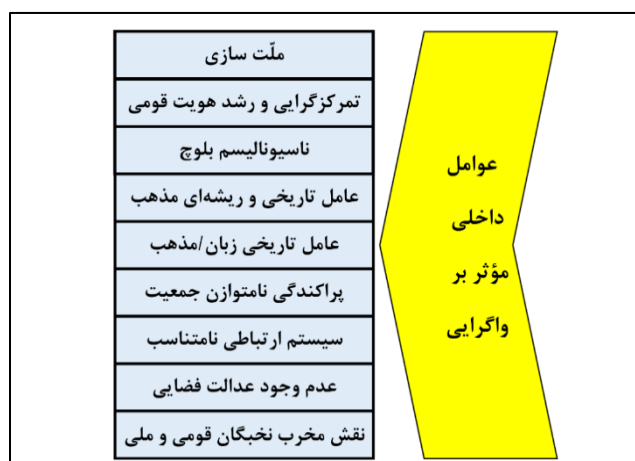 عوامل
داخلی
مؤثر بر
واگرایی
ملّت سازی
تمرکزگرایی و رشد هویت قومی
ناسیونالیسم بلوچ
عامل تاریخی و ریشه‌ای مذهب
عامل تاریخی زبان/مذهب
پراکندگی نامتوازن جمعیت
سیستم ارتباطی نامتناسب
عدم وجود عدالت فضایی
نقش مخرب نخبگان قومی و ملی